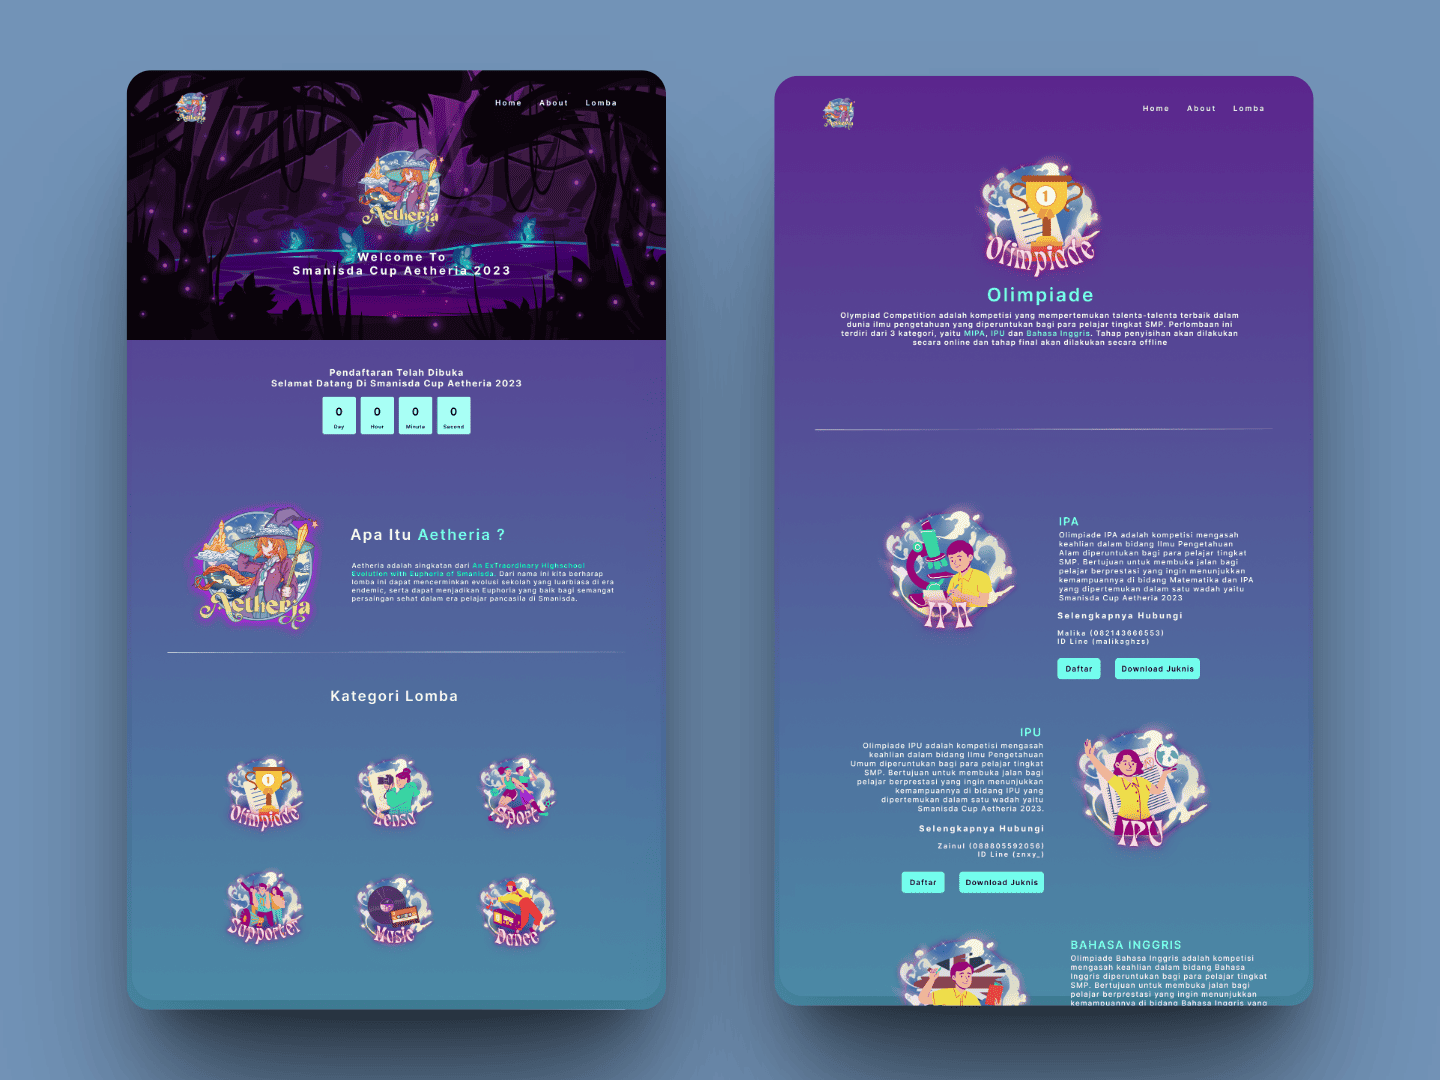 Aetheria
Home About Lomba
Aetheria
Welcome To
Smanisda Cup Aetheria 2023
Pendaftaran Telah Dibuka
Selamat Datang Di Smanisda Cup Aetheria 2023
0 0 0 0
Day Hour Minute Second
Aetheria
Apa Itu Aetheria ?
Aetheria adalah singkatan dari An ExTraordinary Highschool
Evolution with Euphoria of Smanisda. Dari nama ini kita berharap
lomba ini dapat mencerminkan evolusi sekolah yang luarbiasa di era
endemic, serta dapat menjadikan Euphoria yang baik bagi semangat
persaingan sehat dalam era pelajar pancasila di Smanisda.
Kategori Lomba
1
Olimpiade Lensa Sport
Supporter Music Dance
Aetheria
Home About Lomba
1
Olimpiade
Olimpiade
Olympiad Competition adalah kompetisi yang mempertemukan talenta-talenta terbaik dalam
dunia ilmu pengetahuan yang diperuntukan bagi para pelajar tingkat SMP. Perlombaan ini
terdiri dari 3 kategori, yaitu MIPA, IPU dan Bahasa Inggris. Tahap penyisihan akan dilakukan
secara online dan tahap final akan dilakukan secara offline
IPA
IPA
Olimpiade IPA adalah kompetisi mengasah
keahlian dalam bidang Ilmu Pengetahuan
Alam diperuntukan bagi para pelajar tingkat
SMP. Bertujuan untuk membuka jalan bagi
pelajar berprestasi yang ingin menunjukkan
kemampuannya di bidang Matematika dan IPA
yang dipertemukan dalam satu wadah yaitu
Smanisda Cup Aetheria 2023
Selengkapnya Hubungi
Malika (082143666553)
ID Line (malikaghzs)
Daftar Download Juknis
IPU
Olimpiade IPU adalah kompetisi mengasah
keahlian dalam bidang Ilmu Pengetahuan
Umum diperuntukan bagi para pelajar tingkat
SMP. Bertujuan untuk membuka jalan bagi
pelajar berprestasi yang ingin menunjukkan
kemampuannya di bidang IPU yang
dipertemukan dalam satu wadah yaitu
Smanisda Cup Aetheria 2023.
Selengkapnya Hubungi
Zainul (088805592056)
ID Line (znxy_)
Daftar Download Juknis
IPU
BAHASA INGGRIS
Olimpiade Bahasa Inggris adalah kompetisi
mengasah keahlian dalam bidang Bahasa
Inggris diperuntukan bagi para pelajar tingkat
SMP. Bertujuan untuk membuka jalan bagi
pelajar berprestasi yang ingin menunjukkan
kemampuannya di bidang Bahasa Inggris yang